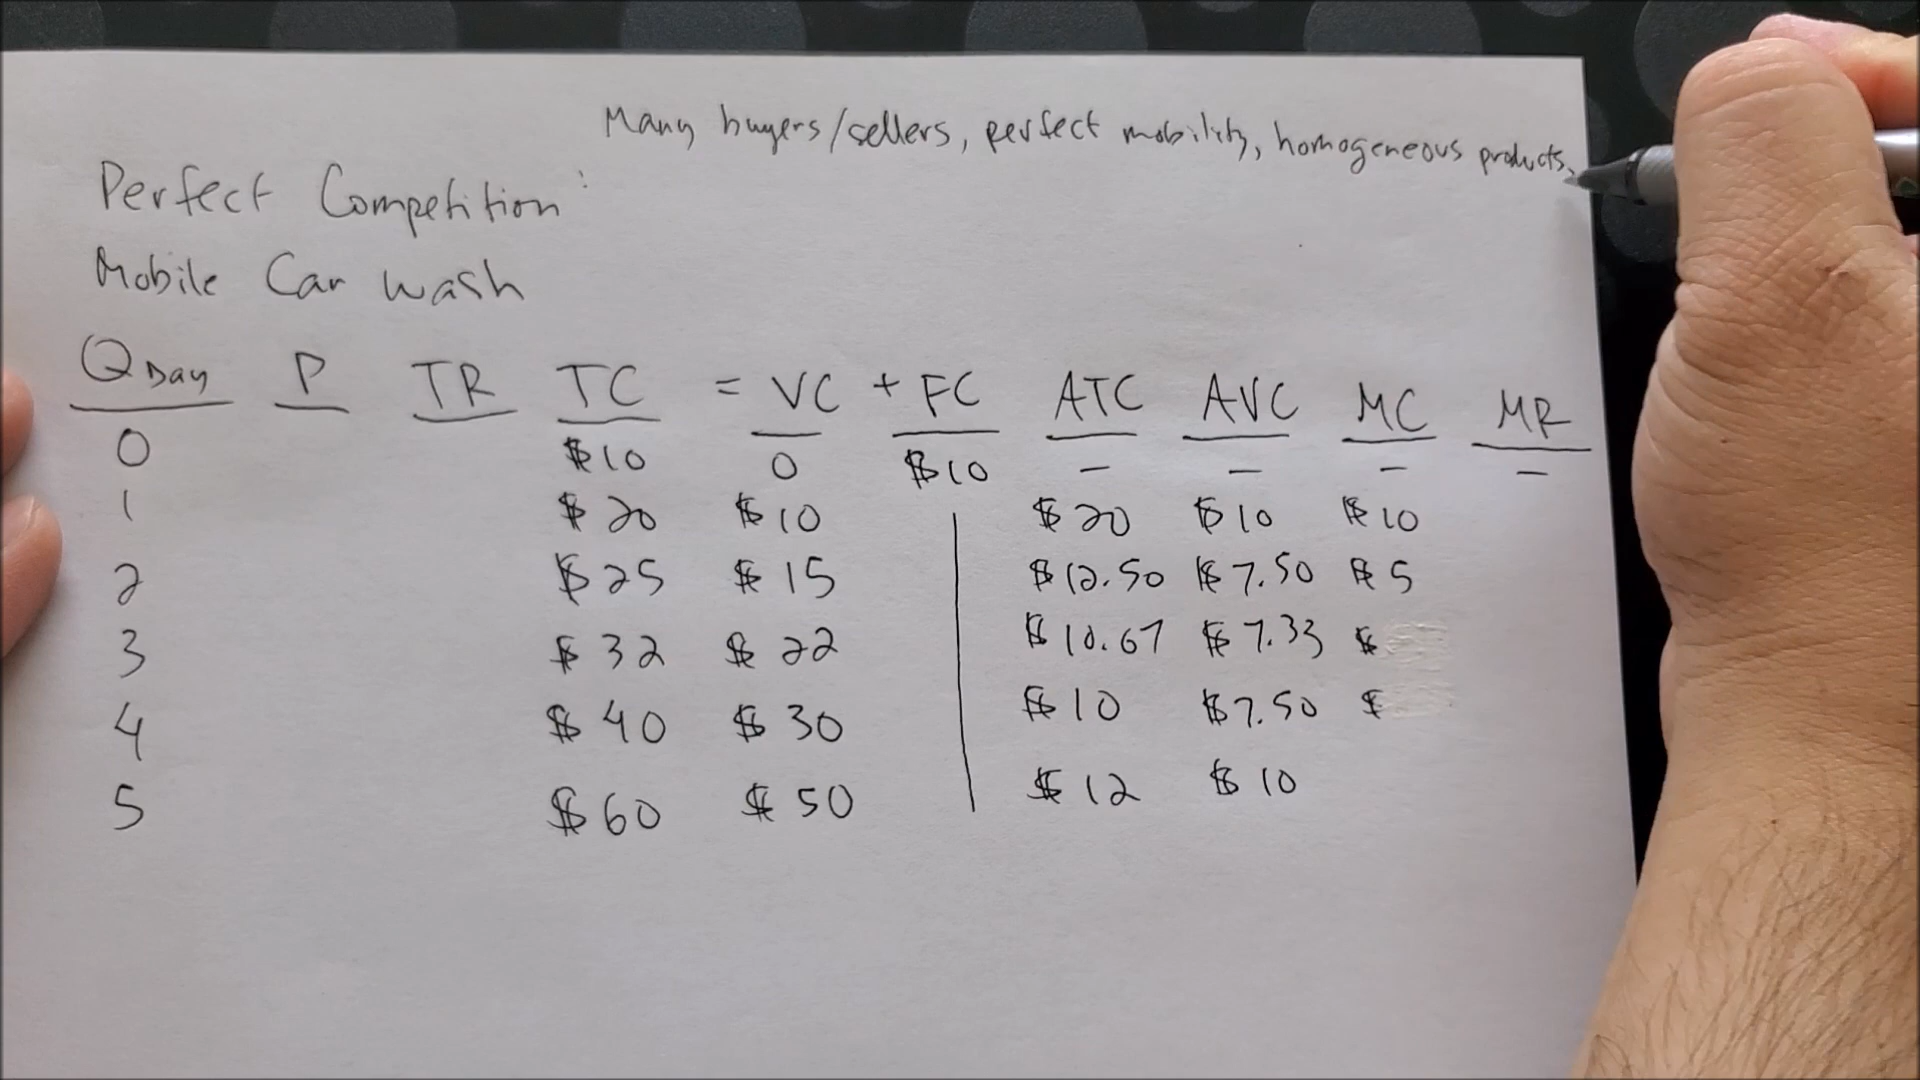 Many buyers/sellers, perfect mobility, homogeneous products,
Perfect Competition:
Mobile Car Wash
Q Day P TR TC = VC + FC ATC AVC MC MR
0 $10 0 $10 – – – –
1 $20 $10 $20 $10 $10
2 $25 $15 $12.50 $7.50 $5
3 $32 $22 $10.67 $7.33 $
4 $40 $30 $10 $7.50 $
5 $60 $50 $12 $10